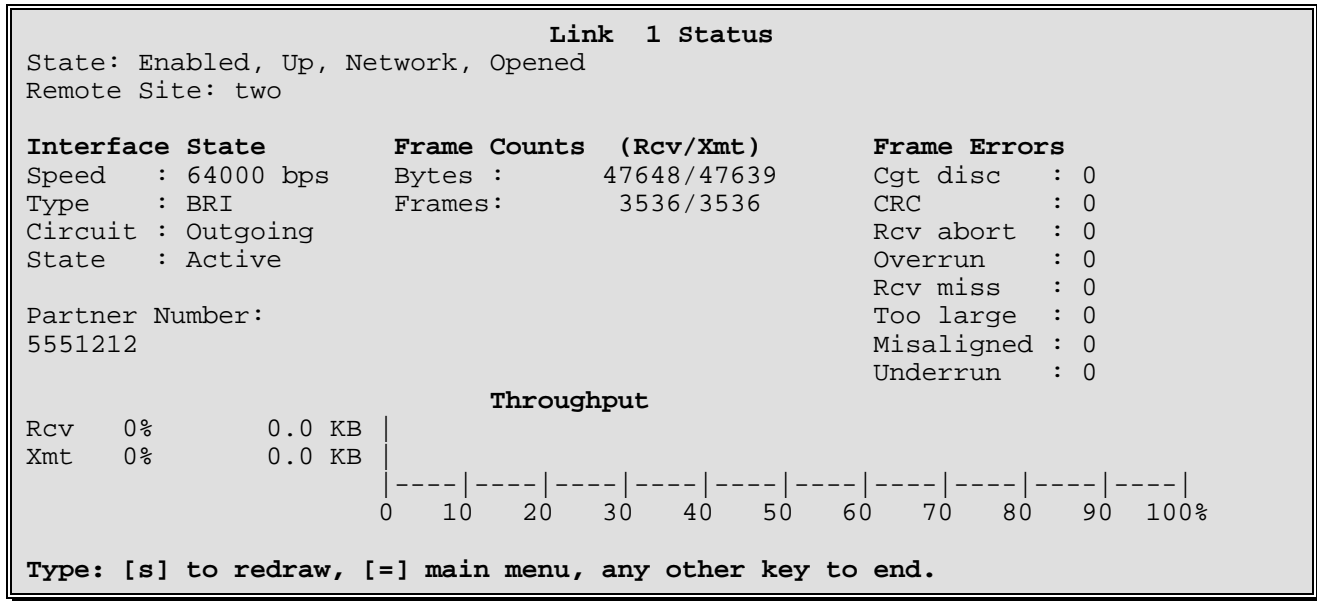 Link  1 Status
State: Enabled, Up, Network, Opened
Remote Site: two
Interface State        Frame Counts  (Rcv/Xmt)       Frame Errors
Speed   : 64000 bps    Bytes :      47648/47639      Cgt disc   : 0
Type    : BRI          Frames:       3536/3536       CRC        : 0
Circuit : Outgoing                                   Rcv abort  : 0
State   : Active                                     Overrun    : 0
                                                     Rcv miss   : 0
Partner Number:                                      Too large  : 0
5551212                                              Misaligned : 0
                                                     Underrun   : 0
Throughput
Rcv   0%       0.0 KB |
Xmt   0%       0.0 KB |
|----|----|----|----|----|----|----|----|----|----|
0   10   20   30   40   50   60   70   80   90  100%
Type: [s] to redraw, [=] main menu, any other key to end.